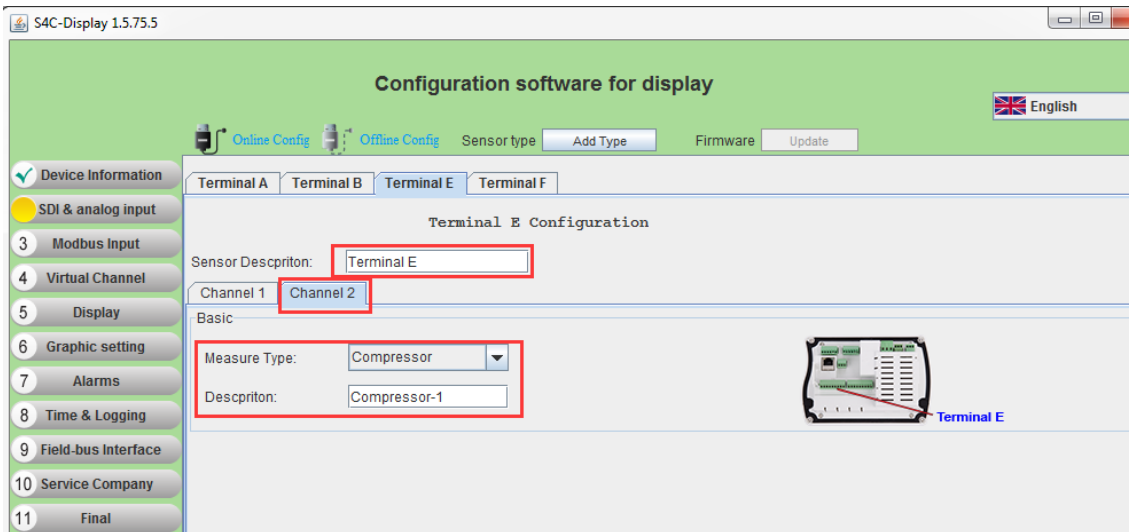 S4C-Display 1.5.75.5
Configuration software for display
English
Online Config Offline Config Sensor type Add Type Firmware Update
Device Information
SDI & analog input
3 Modbus Input
4 Virtual Channel
5 Display
6 Graphic setting
7 Alarms
8 Time & Logging
9 Field-bus Interface
10 Service Company
11 Final
Terminal A Terminal B Terminal E Terminal F
Terminal E Configuration
Sensor Descpriton: Terminal E
Channel 1 Channel 2
Basic
Measure Type: Compressor
Descpriton: Compressor-1
Terminal E